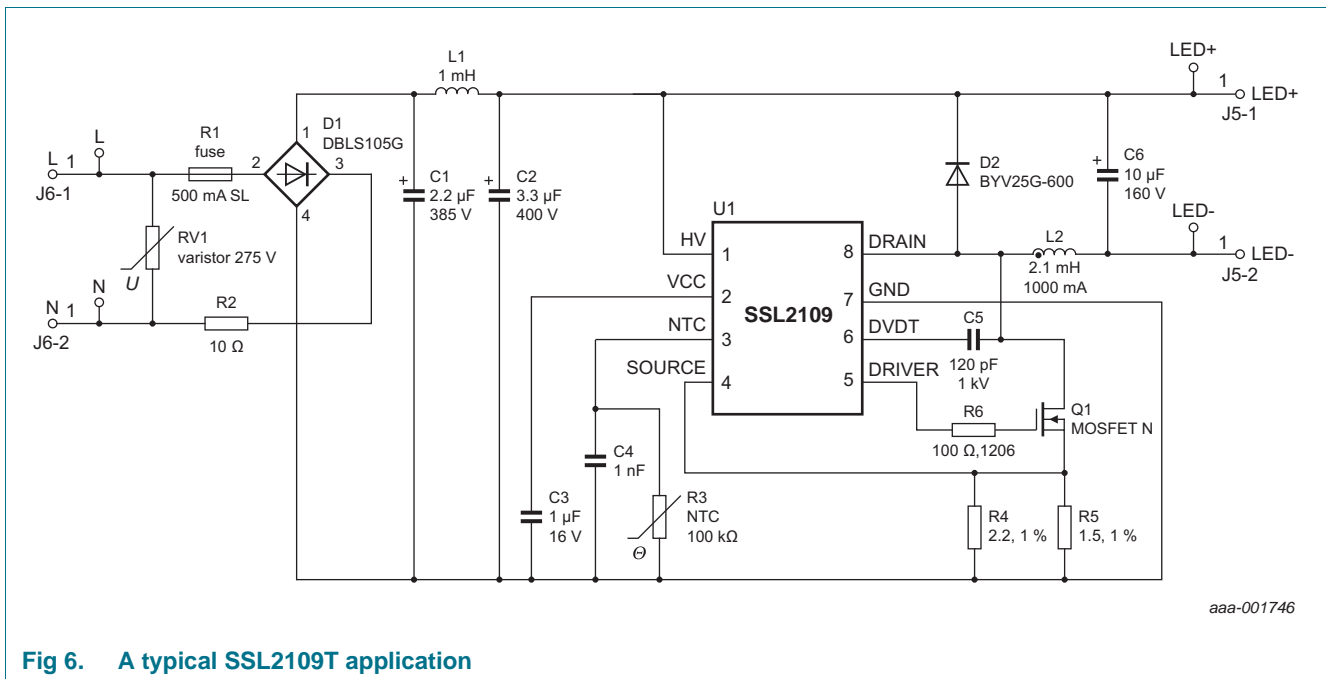 L1
1 mH
LED+
1
LED+
J5-1
L
L 1
J6-1
R1
fuse
500 mA SL
D1
DBLS105G
1
2
3
4
C1
2.2 µF
385 V
+
C2
3.3 µF
400 V
+
D2
BYV25G-600
C6
10 µF
160 V
+
LED-
1
LED-
J5-2
RV1
varistor 275 V
U
N
N 1
J6-2
R2
10 Ω
U1
SSL2109
HV
1
VCC
2
NTC
3
SOURCE
4
8
DRAIN
7
GND
6
DVDT
5
DRIVER
L2
2.1 mH
1000 mA
C5
120 pF
1 kV
R6
100 Ω,1206
Q1
MOSFET N
C4
1 nF
C3
1 µF
16 V
R3
NTC
100 kΩ
Θ
R4
2.2, 1 %
R5
1.5, 1 %
aaa-001746
Fig 6. A typical SSL2109T application